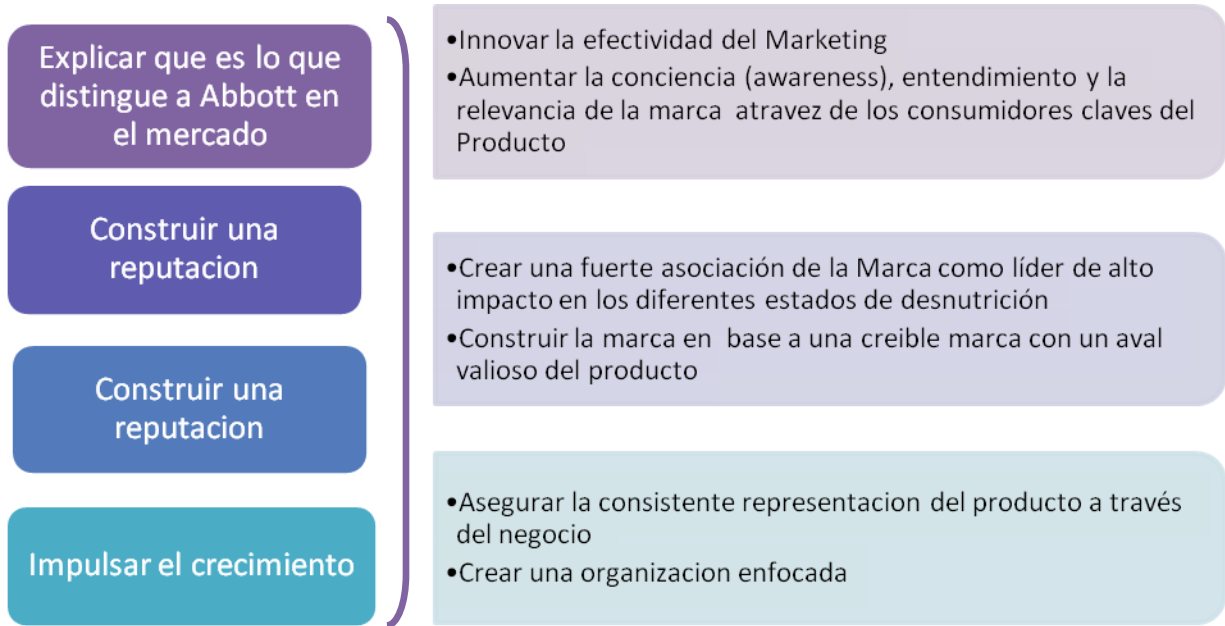 Explicar que es lo que
distingue a Abbott en
el mercado
Construir una
reputacion
Construir una
reputacion
Impulsar el crecimiento
•Innovar la efectividad del Marketing
•Aumentar la conciencia (awareness), entendimiento y la
relevancia de la marca atravez de los consumidores claves del
Producto
•Crear una fuerte asociación de la Marca como líder de alto
impacto en los diferentes estados de desnutrición
•Construir la marca en base a una creible marca con un aval
valioso del producto
•Asegurar la consistente representacion del producto a través
del negocio
•Crear una organizacion enfocada